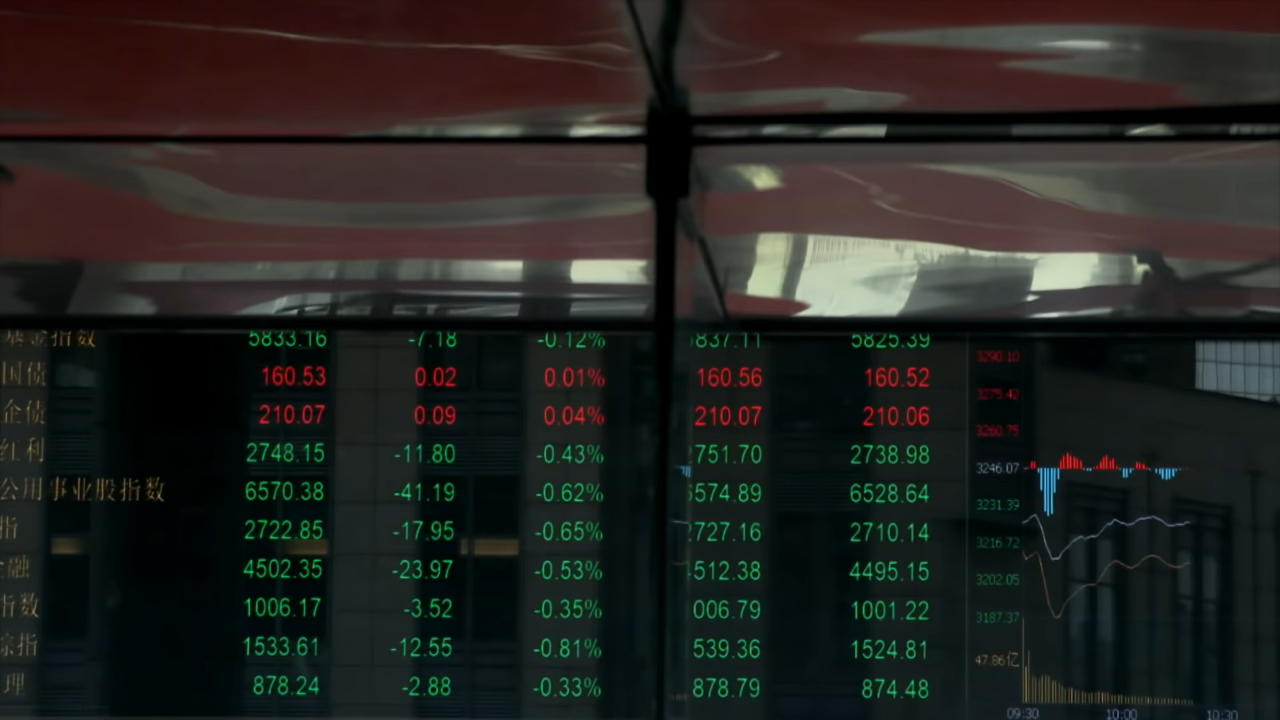 基金指数 5833.16 -7.18 -0.12% 5825.39
国债 160.53 0.02 0.01% 160.56 160.52
企债 210.07 0.09 0.04% 210.07 210.06
红利 2748.15 -11.80 -0.43% 2751.70 2738.98
公用事业股指数 6570.38 -41.19 -0.62% 6574.89 6528.64
指 2722.85 -17.95 -0.65% 2727.16 2710.14
融 4502.35 -23.97 -0.53% 4512.38 4495.15
指数 1006.17 -3.52 -0.35% 006.79 1001.22
综指 1533.61 -12.55 -0.81% 539.36 1524.81
理 878.24 -2.88 -0.33% 878.79 874.48
3290.10
3275.42
3260.75
3246.07
3231.39
3216.72
3202.05
3187.37
47.86亿
09:30 10:00 10:30